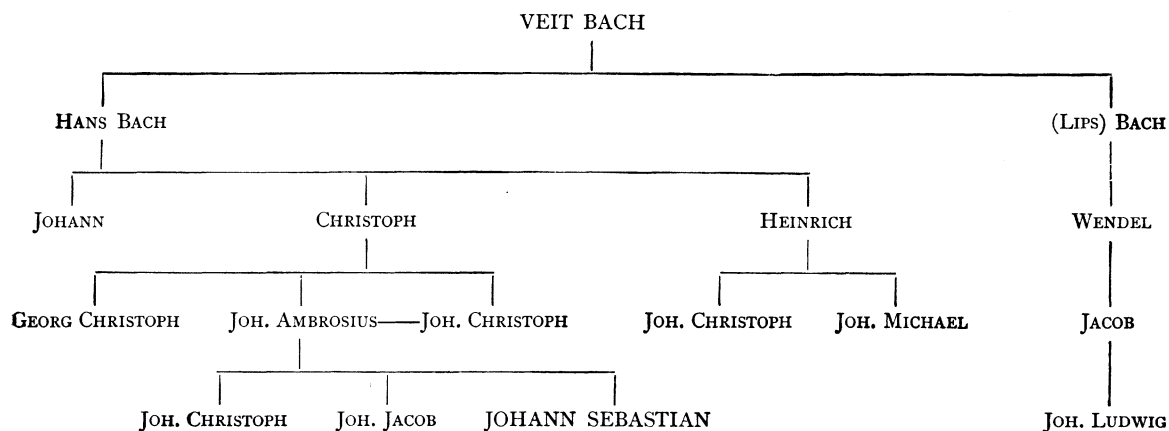 VEIT BACH
HANS BACH (LIPS) BACH
JOHANN CHRISTOPH HEINRICH WENDEL
GEORG CHRISTOPH JOH. AMBROSIUS—JOH. CHRISTOPH JOH. CHRISTOPH JOH. MICHAEL JACOB
JOH. CHRISTOPH JOH. JACOB JOHANN SEBASTIAN JOH. LUDWIG